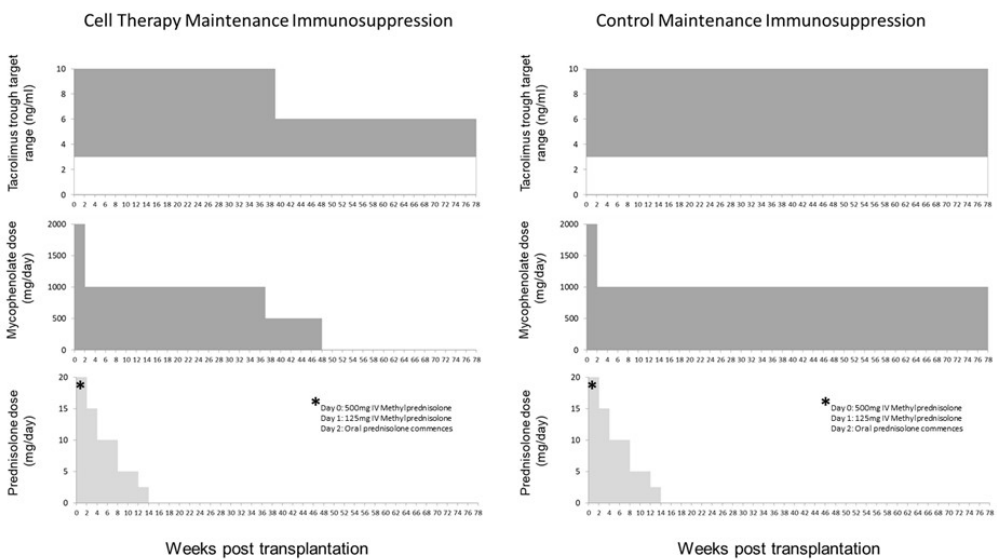 Cell Therapy Maintenance Immunosuppression
Control Maintenance Immunosuppression
Tacrolimus trough target
range (ng/ml)
10
8
6
4
2
0
0 2 4 6 8 10 12 14 16 18 20 22 24 26 28 30 32 34 36 38 40 42 44 46 48 50 52 54 56 58 60 62 64 66 68 70 72 74 76 78
Tacrolimus trough target
range (ng/ml)
10
8
6
4
2
0
0 2 4 6 8 10 12 14 16 18 20 22 24 26 28 30 32 34 36 38 40 42 44 46 48 50 52 54 56 58 60 62 64 66 68 70 72 74 76 78
Mycophenolate dose
(mg/day)
2000
1500
1000
500
0
0 2 4 6 8 10 12 14 16 18 20 22 24 26 28 30 32 34 36 38 40 42 44 46 48 50 52 54 56 58 60 62 64 66 68 70 72 74 76 78
Mycophenolate dose
(mg/day)
2000
1500
1000
500
0
0 2 4 6 8 10 12 14 16 18 20 22 24 26 28 30 32 34 36 38 40 42 44 46 48 50 52 54 56 58 60 62 64 66 68 70 72 74 76 78
Prednisolone dose
(mg/day)
20
15
10
5
0
*
* Day 0: 500mg IV Methylprednisolone
Day 1: 125mg IV Methylprednisolone
Day 2: Oral prednisolone commences
0 2 4 6 8 10 12 14 16 18 20 22 24 26 28 30 32 34 36 38 40 42 44 46 48 50 52 54 56 58 60 62 64 66 68 70 72 74 76 78
Prednisolone dose
(mg/day)
20
15
10
5
0
*
* Day 0: 500mg IV Methylprednisolone
Day 1: 125mg IV Methylprednisolone
Day 2: Oral prednisolone commences
0 2 4 6 8 10 12 14 16 18 20 22 24 26 28 30 32 34 36 38 40 42 44 46 48 50 52 54 56 58 60 62 64 66 68 70 72 74 76 78
Weeks post transplantation
Weeks post transplantation